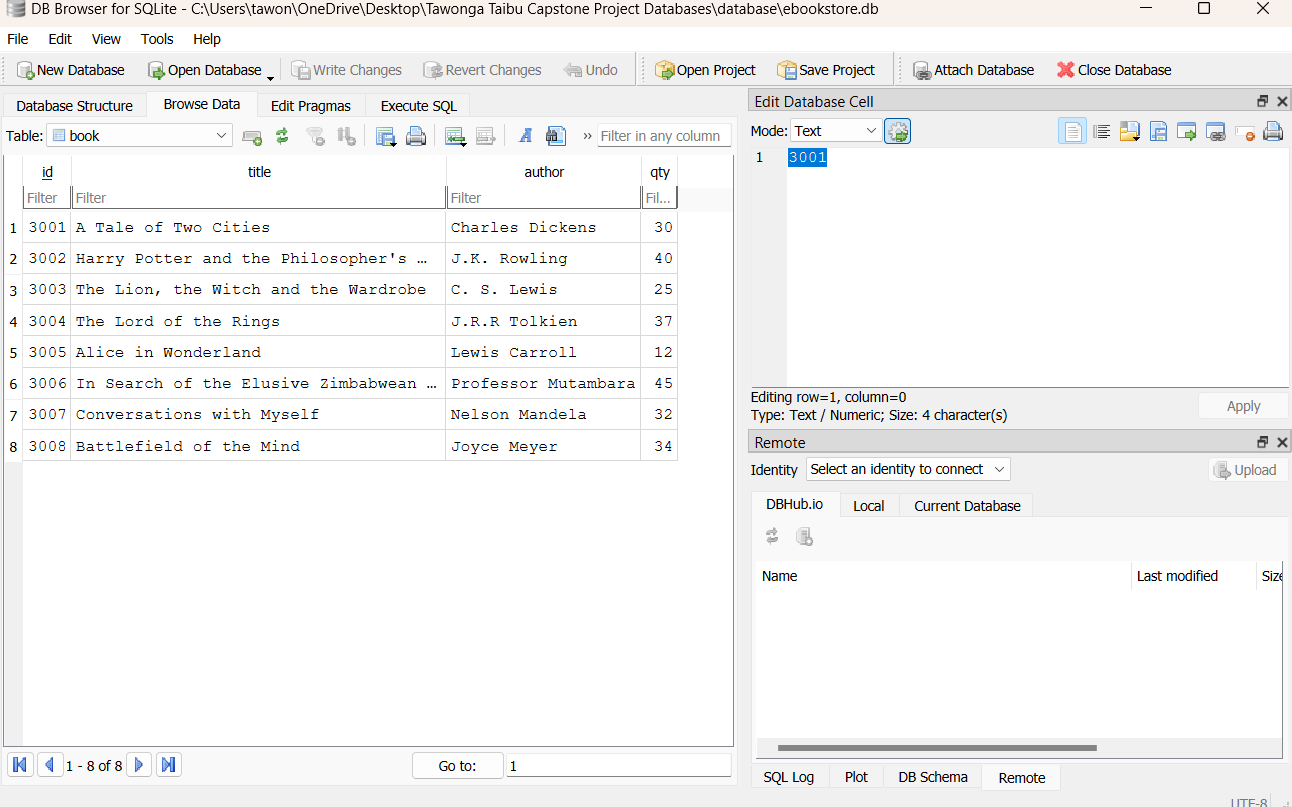 DB Browser for SQLite - C:\Users\tawon\OneDrive\Desktop\Tawonga Taibu Capstone Project Databases\database\ebookstore.db
File Edit View Tools Help
New Database Open Database Write Changes Revert Changes Undo Open Project Save Project Attach Database Close Database
Database Structure Browse Data Edit Pragmas Execute SQL
Table: book » Filter in any column
id title author qty
Filter Filter Filter Fil...
1 3001 A Tale of Two Cities Charles Dickens 30
2 3002 Harry Potter and the Philosopher's … J.K. Rowling 40
3 3003 The Lion, the Witch and the Wardrobe C. S. Lewis 25
4 3004 The Lord of the Rings J.R.R Tolkien 37
5 3005 Alice in Wonderland Lewis Carroll 12
6 3006 In Search of the Elusive Zimbabwean … Professor Mutambara 45
7 3007 Conversations with Myself Nelson Mandela 32
8 3008 Battlefield of the Mind Joyce Meyer 34
1 - 8 of 8 Go to: 1
Edit Database Cell
Mode: Text
1 3001
Editing row=1, column=0
Type: Text / Numeric; Size: 4 character(s)
Apply
Remote
Identity Select an identity to connect Upload
DBHub.io Local Current Database
Name Last modified Size
SQL Log Plot DB Schema Remote
UTF-8